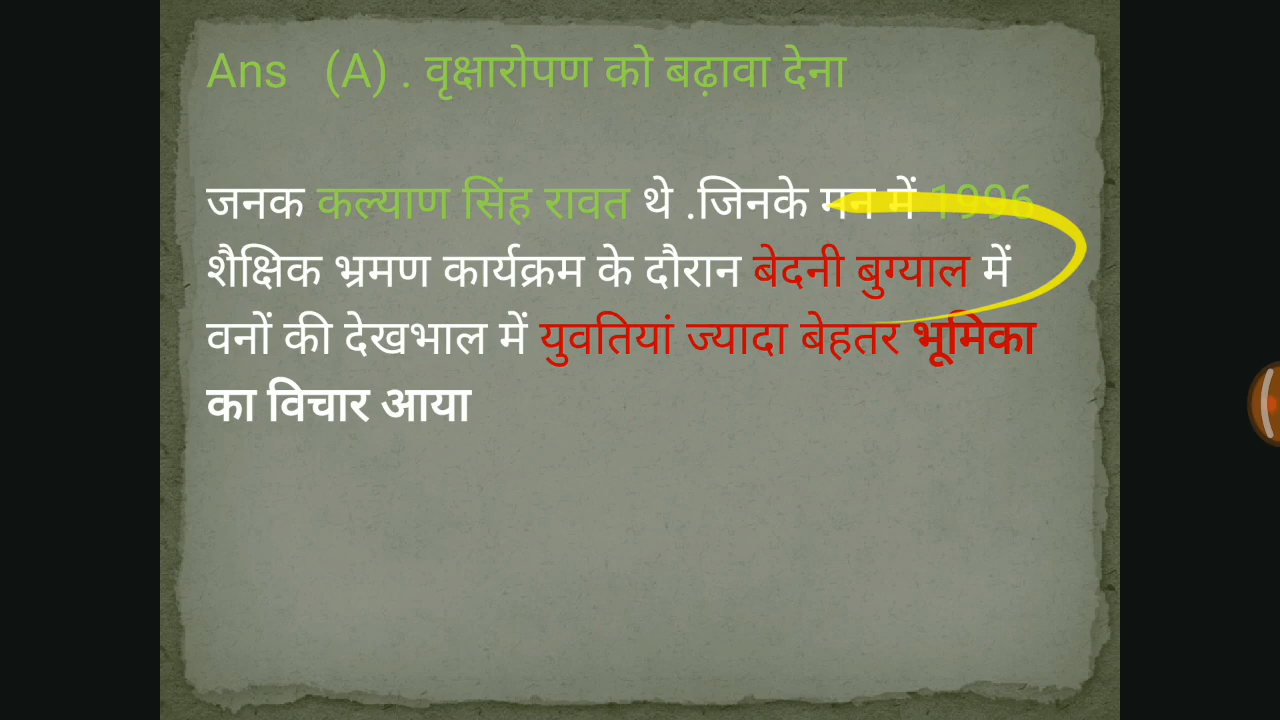 Ans (A) . वृक्षारोपण को बढ़ावा देना
जनक कल्याण सिंह रावत थे .जिनके मन में 1996
शैक्षिक भ्रमण कार्यक्रम के दौरान बेदनी बुग्याल में
वनों की देखभाल में युवतियां ज्यादा बेहतर भूमिका
का विचार आया